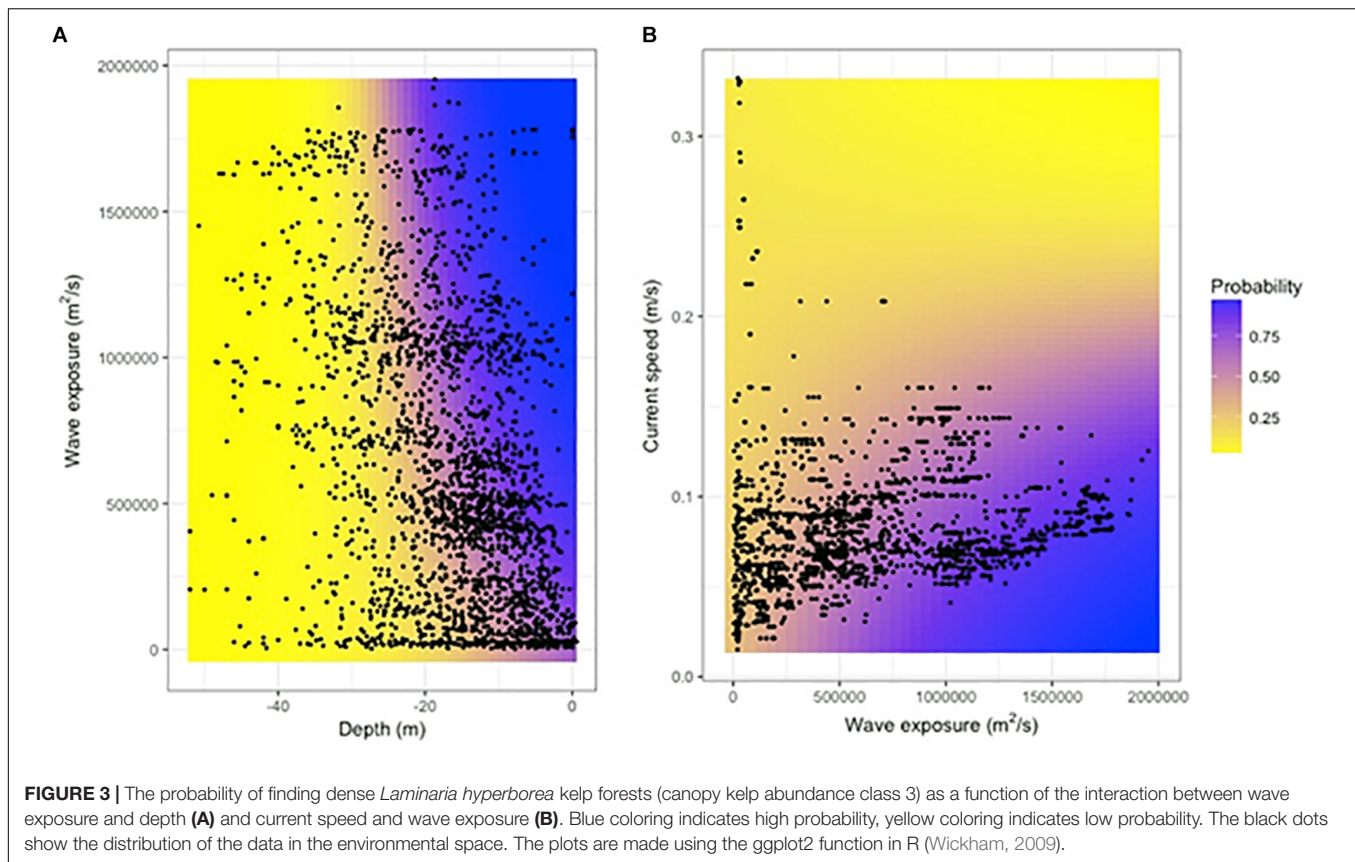 A
B
2000000
1500000
1000000
500000
0
Wave exposure (m²/s)
-40
-20
0
Depth (m)
0.3
0.2
0.1
0.0
Current speed (m/s)
0
500000
1000000
1500000
2000000
Wave exposure (m²/s)
Probability
0.75
0.50
0.25
FIGURE 3 | The probability of finding dense Laminaria hyperborea kelp forests (canopy kelp abundance class 3) as a function of the interaction between wave
exposure and depth (A) and current speed and wave exposure (B). Blue coloring indicates high probability, yellow coloring indicates low probability. The black dots
show the distribution of the data in the environmental space. The plots are made using the ggplot2 function in R (Wickham, 2009).